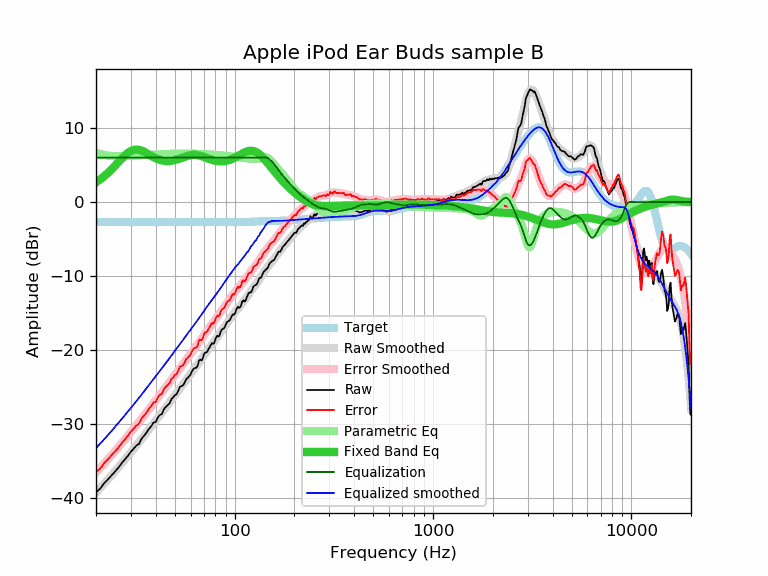 Apple iPod Ear Buds sample B
Amplitude (dBr)
10
0
−10
−20
−30
−40
Target
Raw Smoothed
Error Smoothed
Raw
Error
Parametric Eq
Fixed Band Eq
Equalization
Equalized smoothed
100
1000
10000
Frequency (Hz)